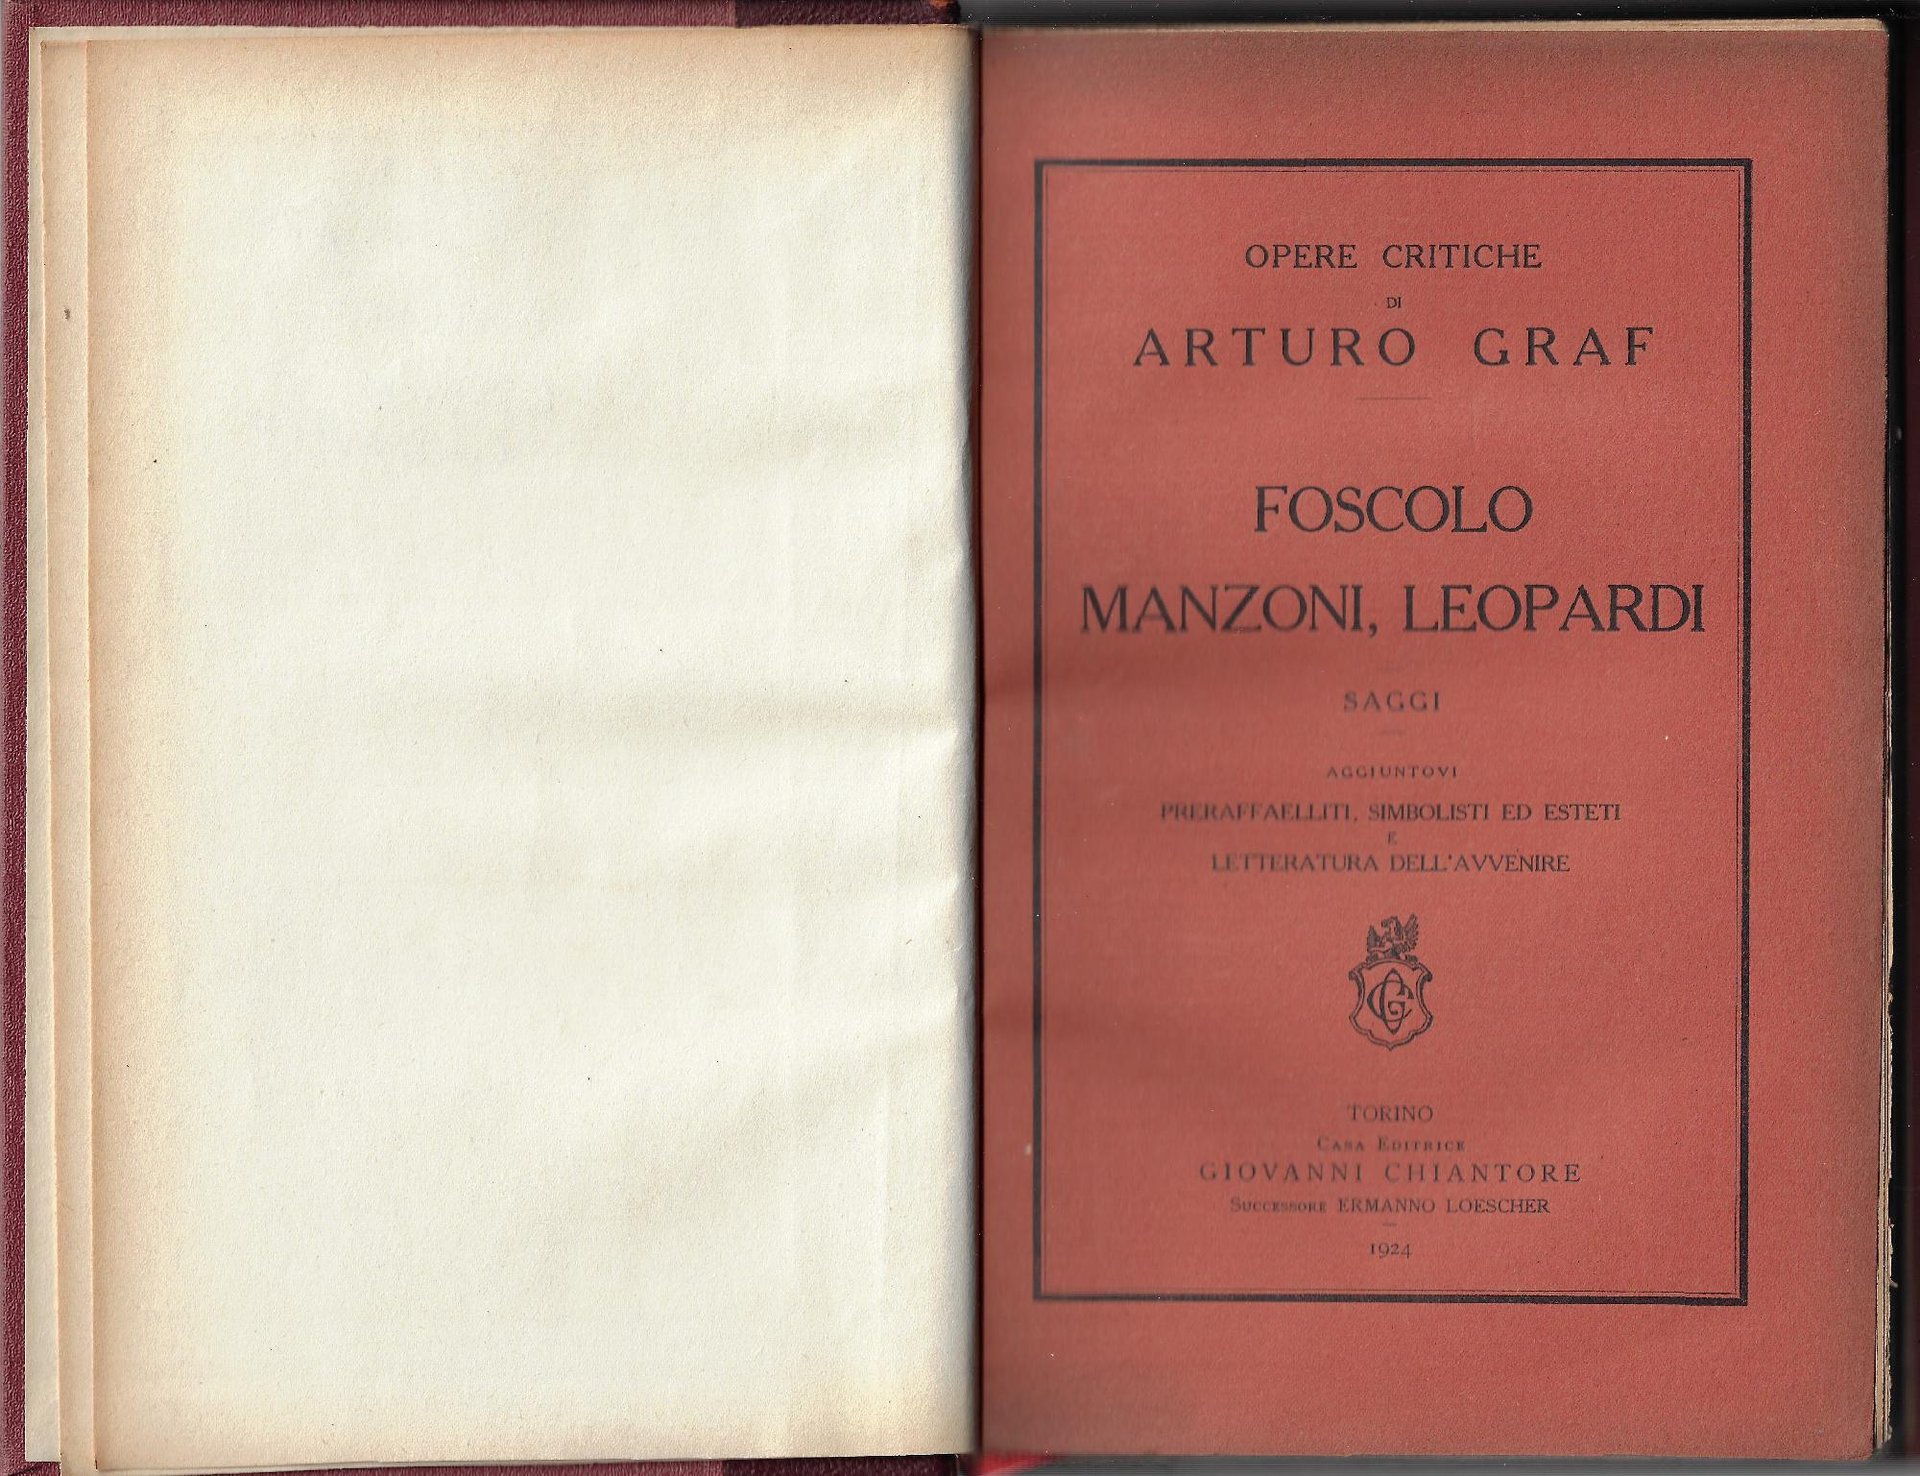 OPERE CRITICHE
DI
ARTURO GRAF
FOSCOLO
MANZONI, LEOPARDI
SAGGI
AGGIUNTOVI
PRERAFFAELLITI, SIMBOLISTI ED ESTETI
E
LETTERATURA DELL'AVVENIRE
TORINO
CASA EDITRICE
GIOVANNI CHIANTORE
SUCCESSORE ERMANNO LOESCHER
1924